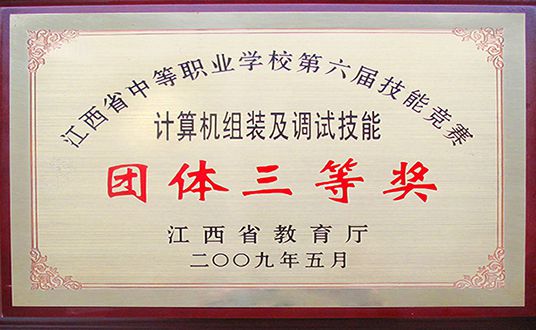 江西省中等职业学校第六届技能竞赛
计算机组装及调试技能
团体三等奖
江西省教育厅
二〇〇九年五月